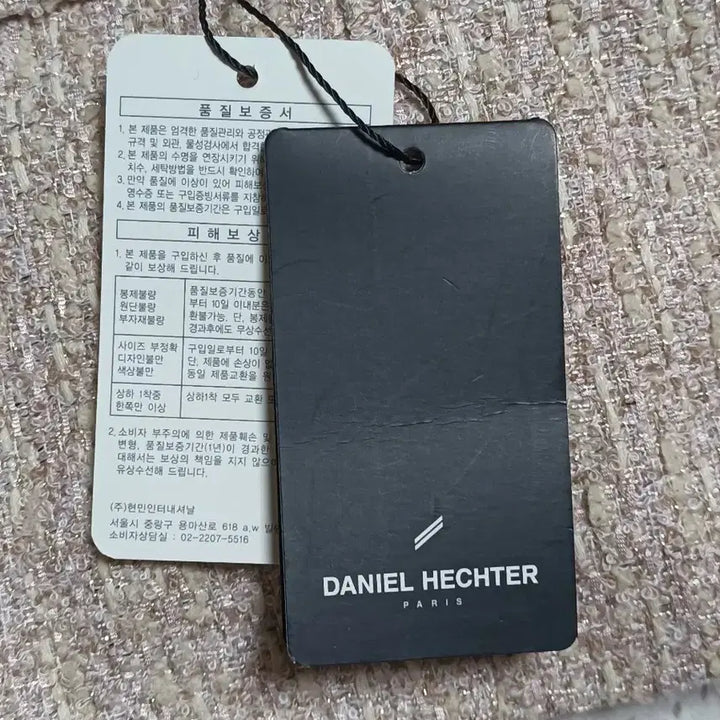 품질보증서
1. 본 제품은 엄격한 품질관리와 공정
규격 및 외관, 물성검사에서 합격
2. 본 제품의 수명을 연장시키기 위
치수, 세탁방법을 반드시 확인하여
3. 만약 품질에 이상이 있어 피해보
영수증 또는 구입증빙서류를 지참
4. 본 제품의 품질보증기간은 구입일로
피해보상
1. 본 제품을 구입하신 후 품질에 이
같이 보상해 드립니다.
봉제불량
원단불량
부자재불량
품질보증기간동안
부터 10일 이내분은
환불가능. 단, 봉제
경과후에도 무상수선
사이즈 부정확
디자인불만
색상불만
구입일로부터 10일
단, 제품에 손상이 없
동일 제품교환을 원
상하 1착중
한쪽만 이상
상하1착 모두 교환
2. 소비자 부주의에 의한 제품훼손 및
변형, 품질보증기간(1년)이 경과한
대해서는 보상의 책임을 지지 않으
유상수선해 드립니다.
(주)현민인터내셔날
서울시 중랑구 용마산로 618 a,w
소비자상담실 : 02-2207-5516
DANIEL HECHTER
PARIS